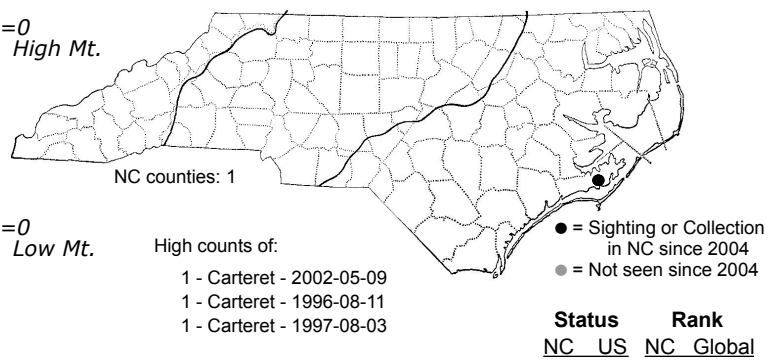 =0
High Mt.
NC counties: 1
=0
Low Mt.
High counts of:
1 - Carteret - 2002-05-09
1 - Carteret - 1996-08-11
1 - Carteret - 1997-08-03
● = Sighting or Collection
in NC since 2004
● = Not seen since 2004
Status Rank
NC US NC Global